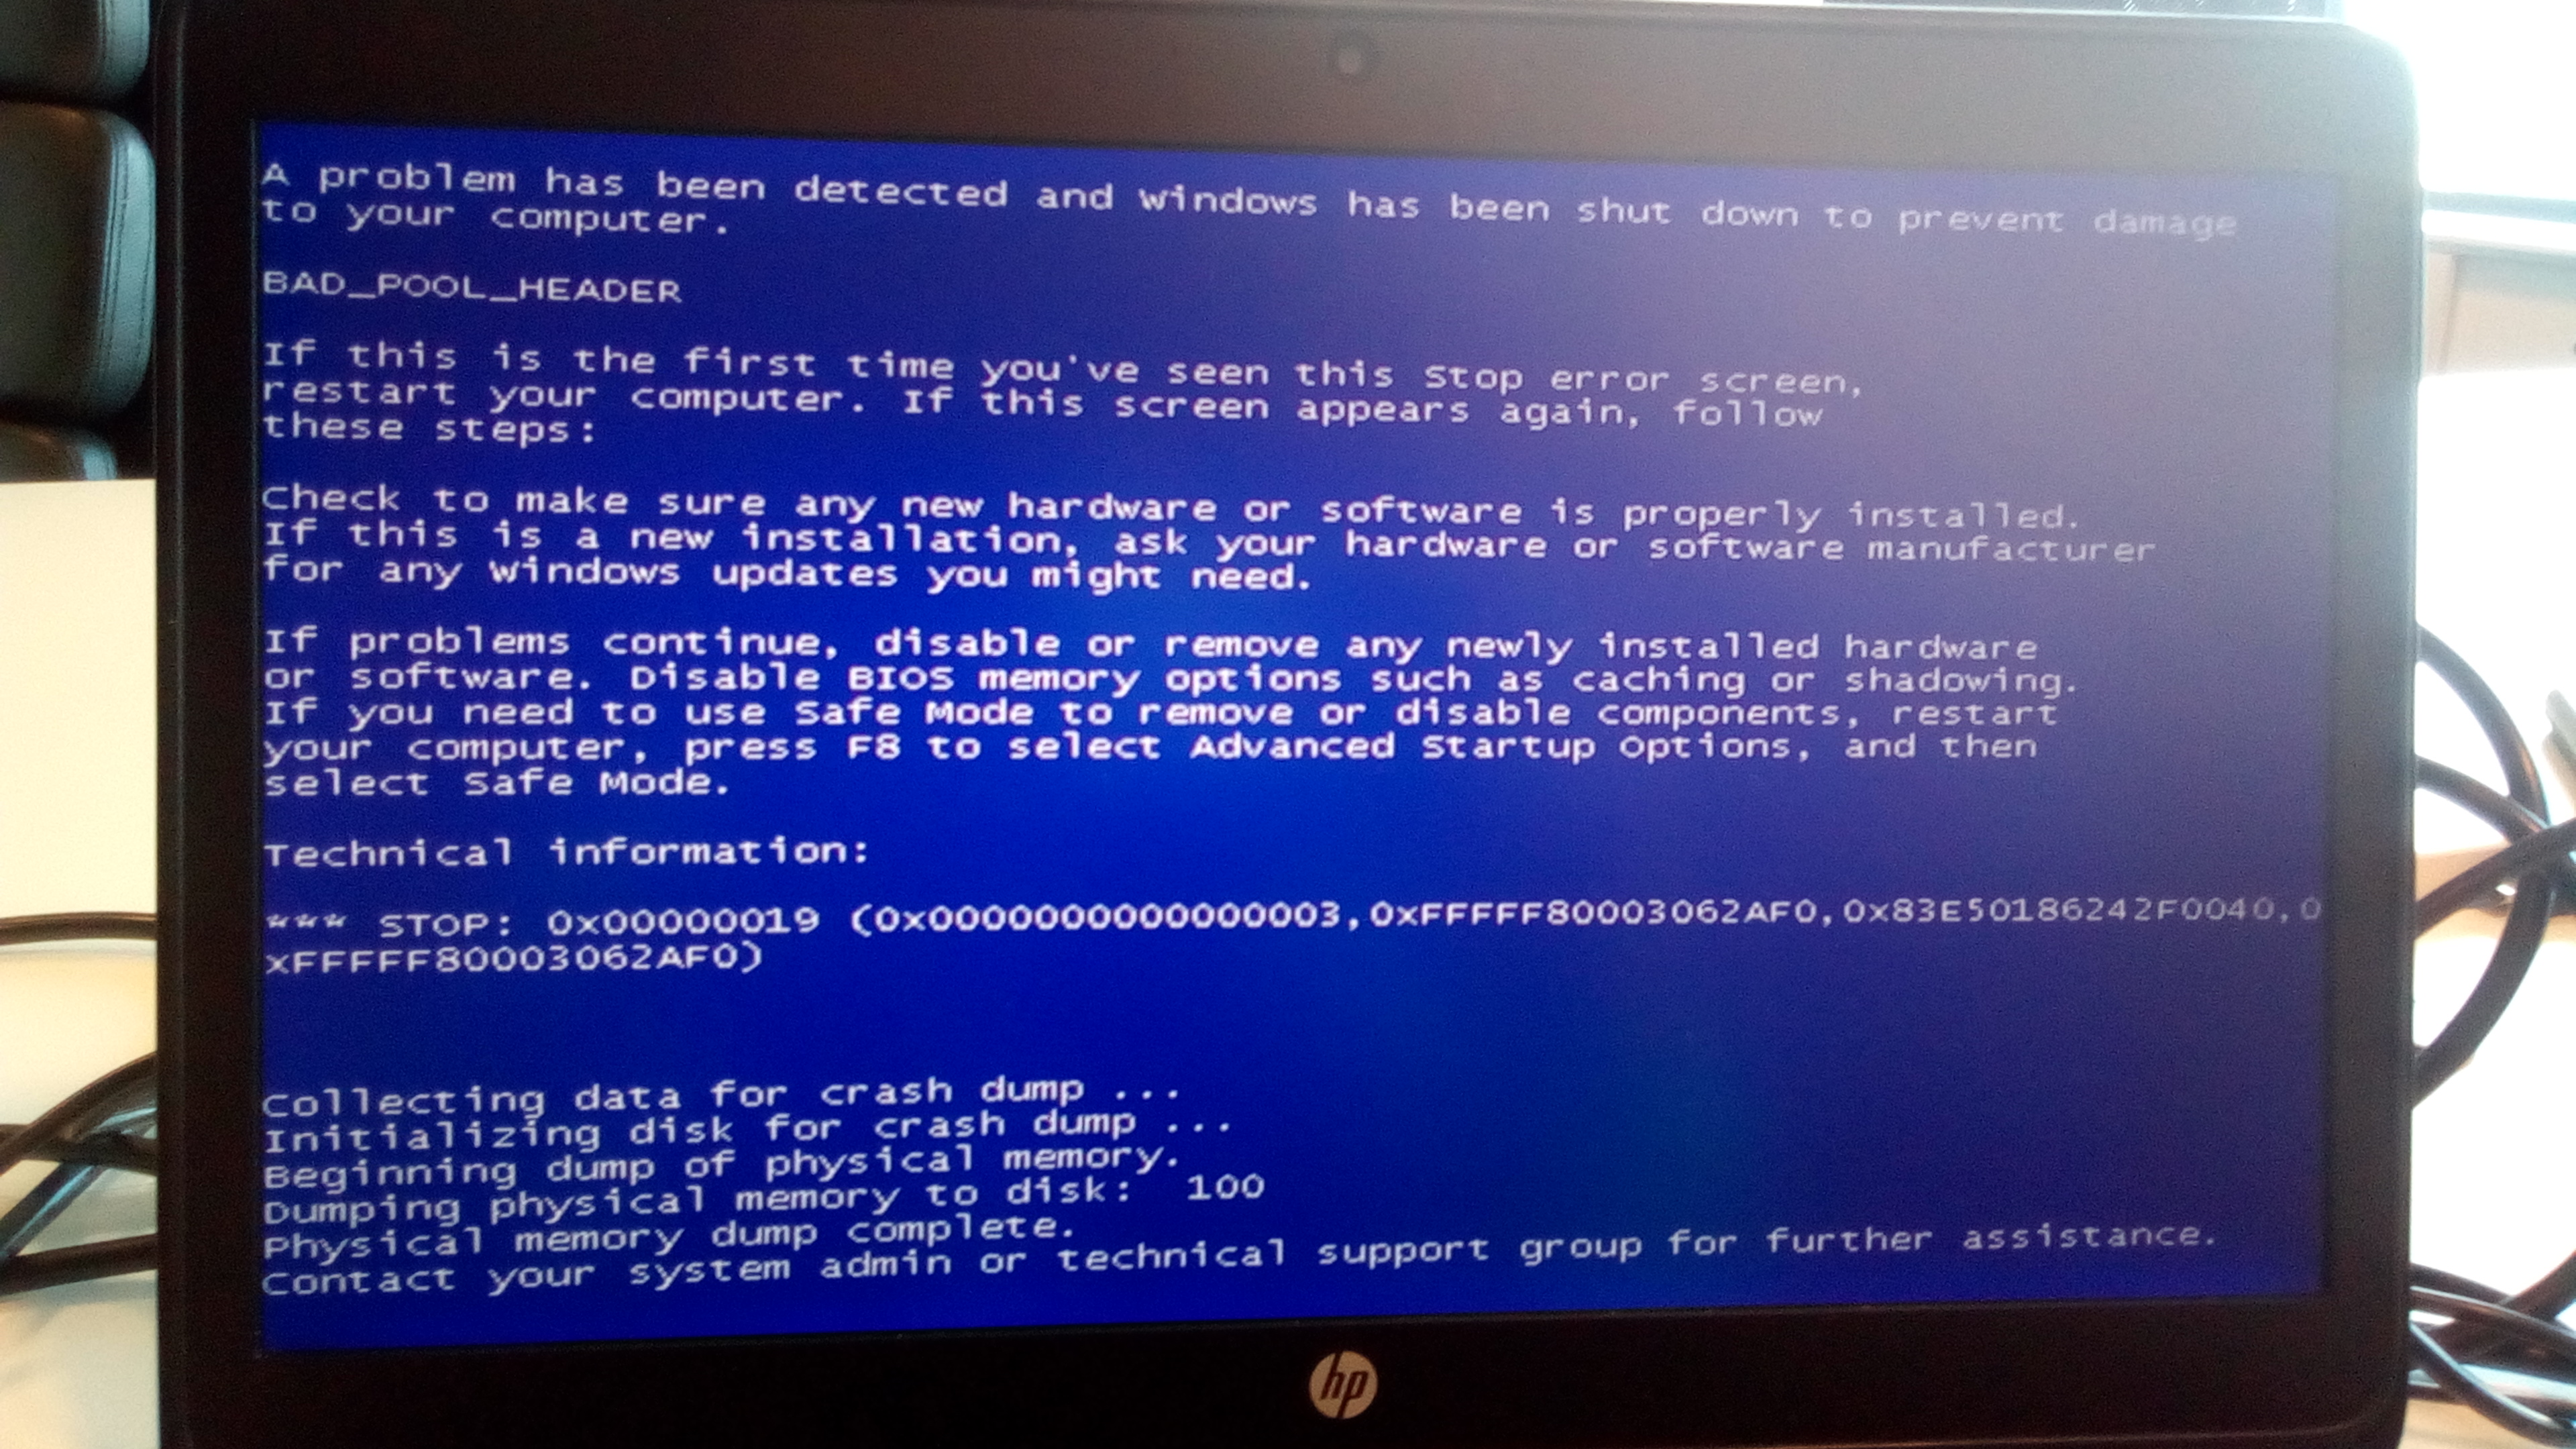 A problem has been detected and windows has been shut down to prevent damage
to your computer.
BAD_POOL_HEADER
If this is the first time you've seen this Stop error screen,
restart your computer. If this screen appears again, follow
these steps:
Check to make sure any new hardware or software is properly installed.
If this is a new installation, ask your hardware or software manufacturer
for any windows updates you might need.
If problems continue, disable or remove any newly installed hardware
or software. Disable BIOS memory options such as caching or shadowing.
If you need to use Safe Mode to remove or disable components, restart
your computer, press F8 to select Advanced Startup Options, and then
select Safe Mode.
Technical information:
*** STOP: 0x00000019 (0x0000000000000003,0xFFFFF80003062AF0,0x83E50186242F0040,0
xFFFFF80003062AF0)
Collecting data for crash dump ...
Initializing disk for crash dump ...
Beginning dump of physical memory.
Dumping physical memory to disk:  100
Physical memory dump complete.
Contact your system admin or technical support group for further assistance.
hp